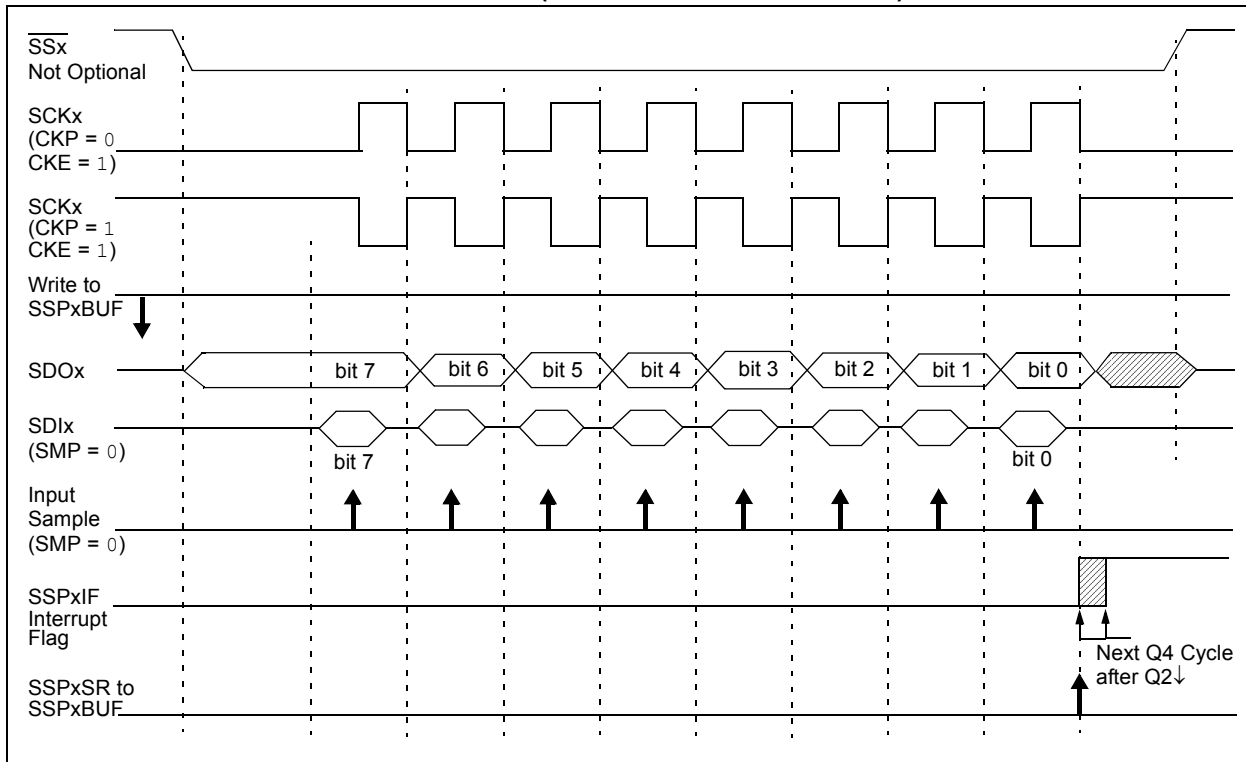 SSx
Not Optional
SCKx
(CKP = 0
CKE = 1)
SCKx
(CKP = 1
CKE = 1)
Write to
SSPxBUF
SDOx
bit 7 bit 6 bit 5 bit 4 bit 3 bit 2 bit 1 bit 0
SDIx
(SMP = 0)
bit 7 bit 0
Input
Sample
(SMP = 0)
SSPxIF
Interrupt
Flag
Next Q4 Cycle
after Q2↓
SSPxSR to
SSPxBUF